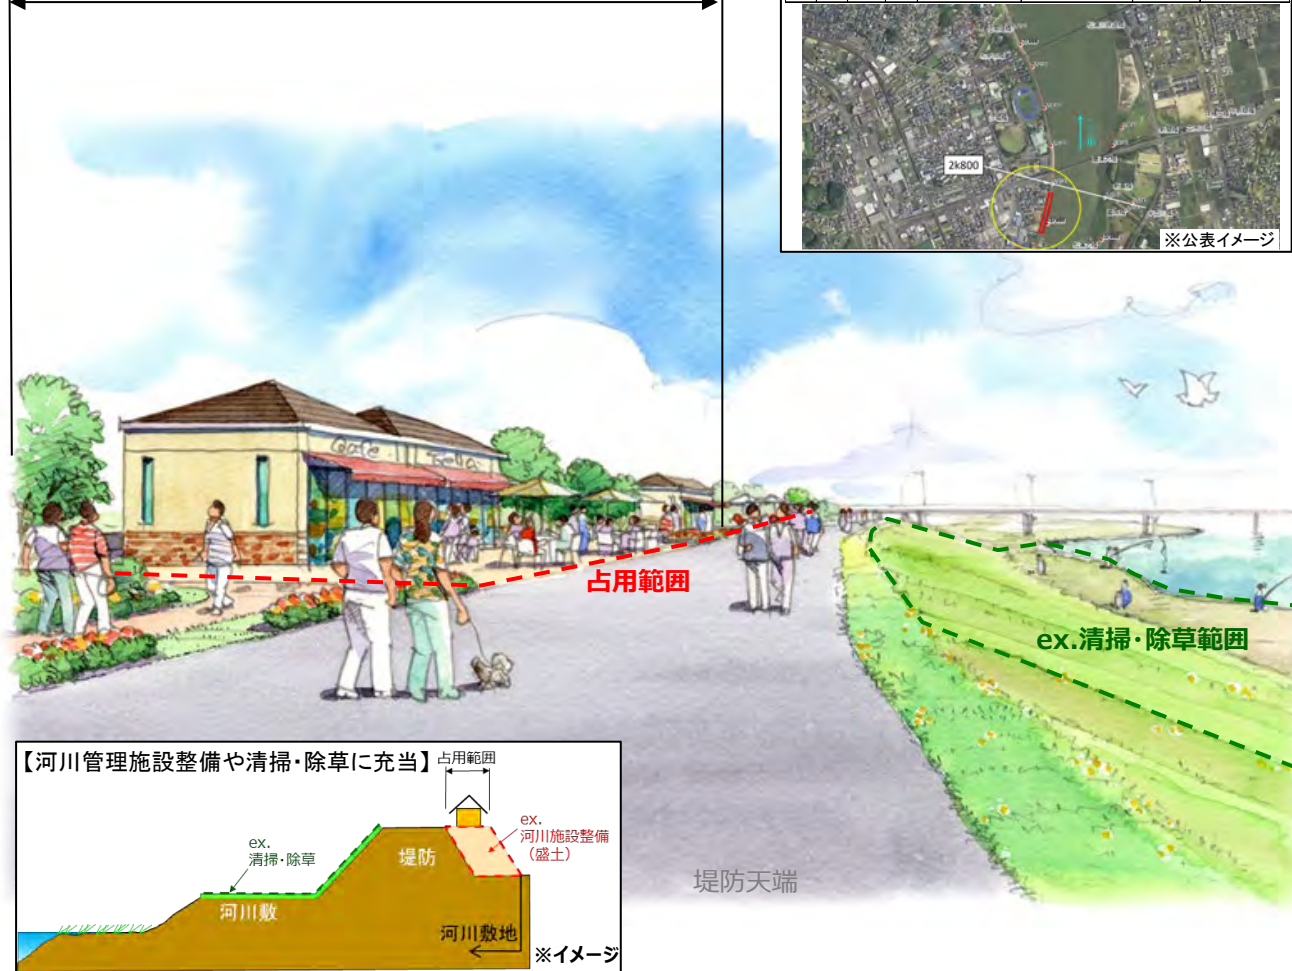 2k800
※公表イメージ
Cafe
占用範囲
ex.清掃・除草範囲
【河川管理施設整備や清掃・除草に充当】
占用範囲
ex.
河川施設整備
（盛土）
ex.
清掃・除草
堤防
河川敷
河川敷地
※イメージ
堤防天端